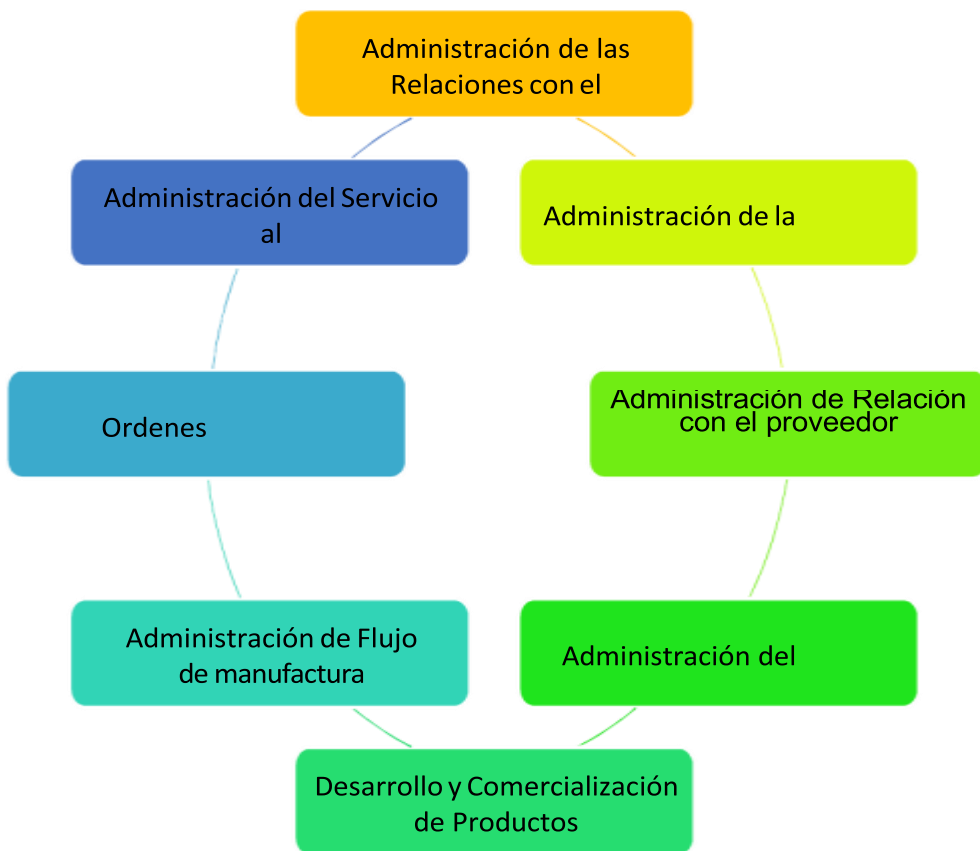 Administración de las
Relaciones con el
Administración del Servicio
al
Administración de la
Ordenes
Administración de Relación
con el proveedor
Administración de Flujo
de manufactura
Administración del
Desarrollo y Comercialización
de Productos